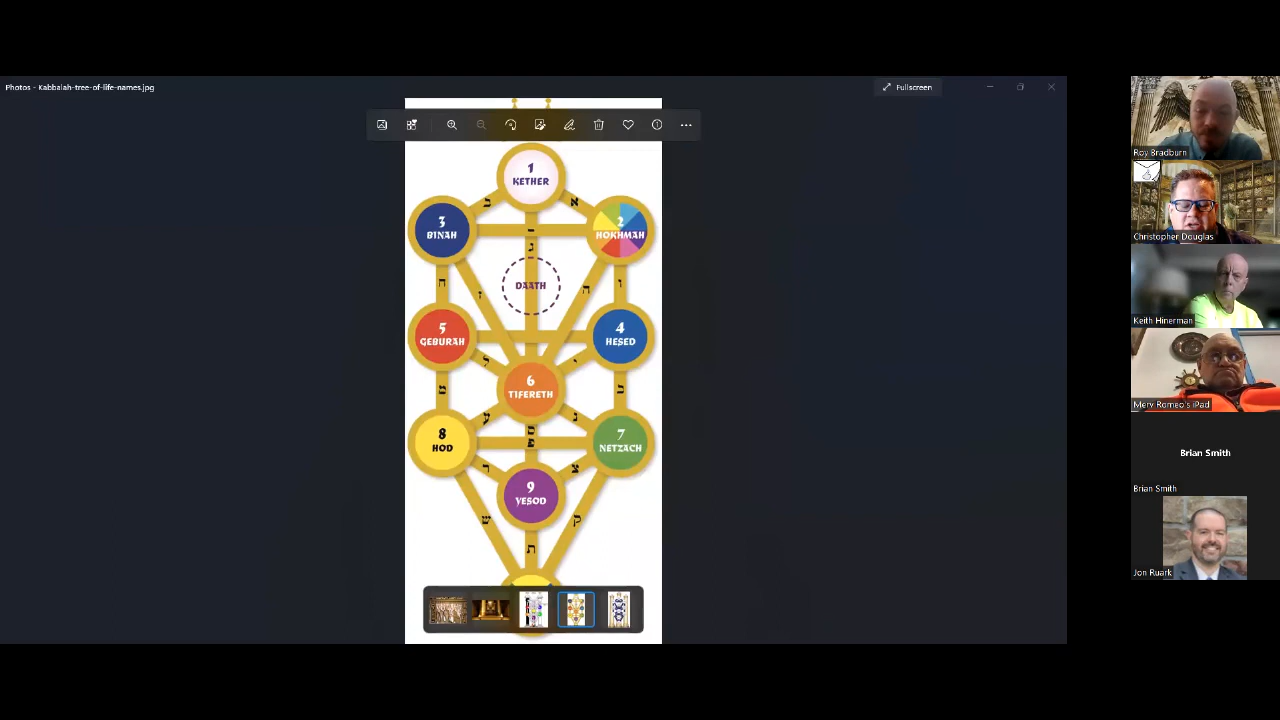 Photos - Kabbalah-tree-of-life-names.jpg
Fullscreen
1
KETHER
ב
א
3
BINAH
2
HOKHMAH
ג
DAATH
ח
ז
ה
ו
5
GEBURAH
4
HESED
ל
י
6
TIFERETH
מ
ט
ע
נ
ס
פ
8
HOD
7
NETZACH
ר
צ
9
YESOD
ש
ק
ת
Roy Bradburn
Christopher Douglas
Keith Hinerman
Merv Romeo's iPad
Brian Smith
Brian Smith
Jon Ruark